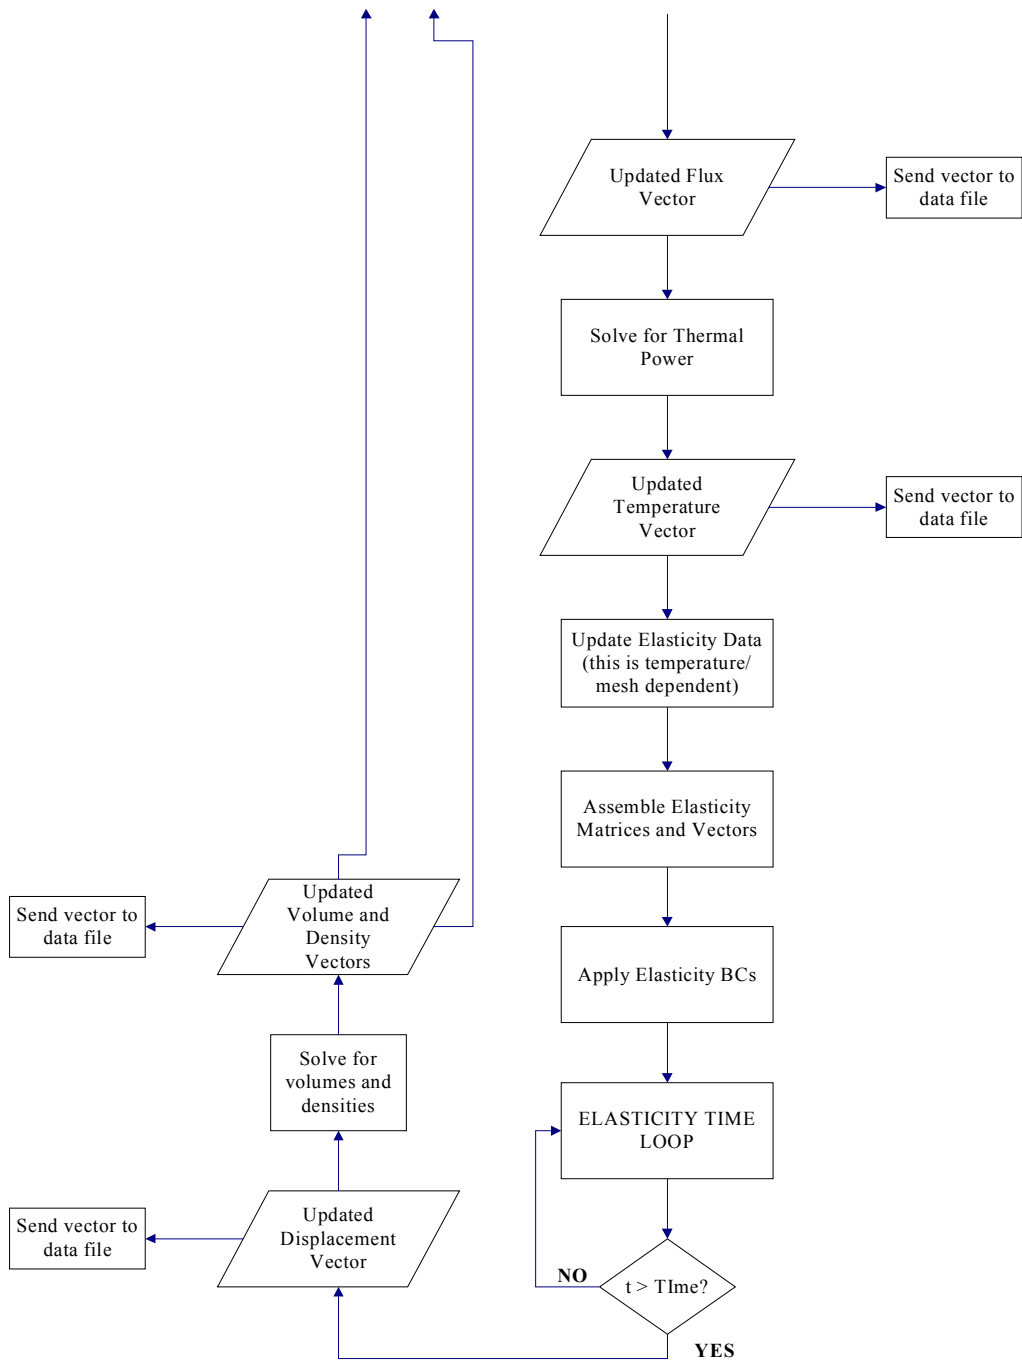 Updated Flux
Vector
Send vector to
data file
Solve for Thermal
Power
Updated
Temperature
Vector
Send vector to
data file
Update Elasticity Data
(this is temperature/
mesh dependent)
Assemble Elasticity
Matrices and Vectors
Send vector to
data file
Updated
Volume and
Density
Vectors
Apply Elasticity BCs
Solve for
volumes and
densities
ELASTICITY TIME
LOOP
Send vector to
data file
Updated
Displacement
Vector
NO
t > TIme?
YES